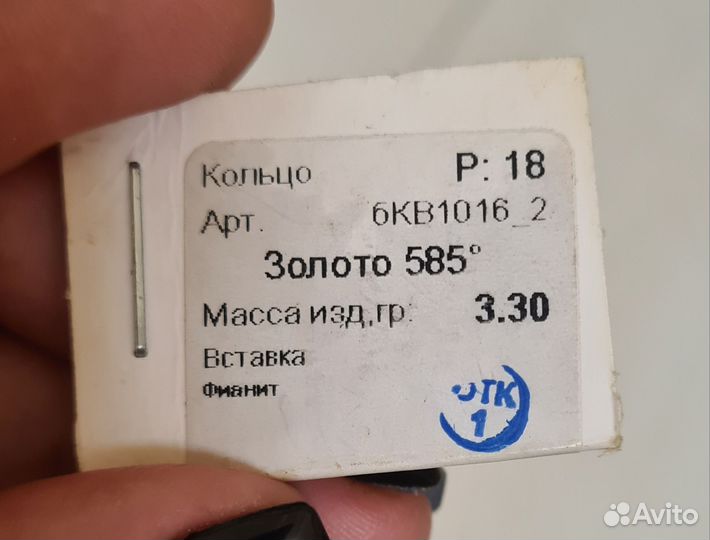 Кольцо Р: 18
Арт. 6КВ1016_2
Золото 585°
Масса изд,гр: 3.30
Вставка
Фианит
ОТК
1
Avito